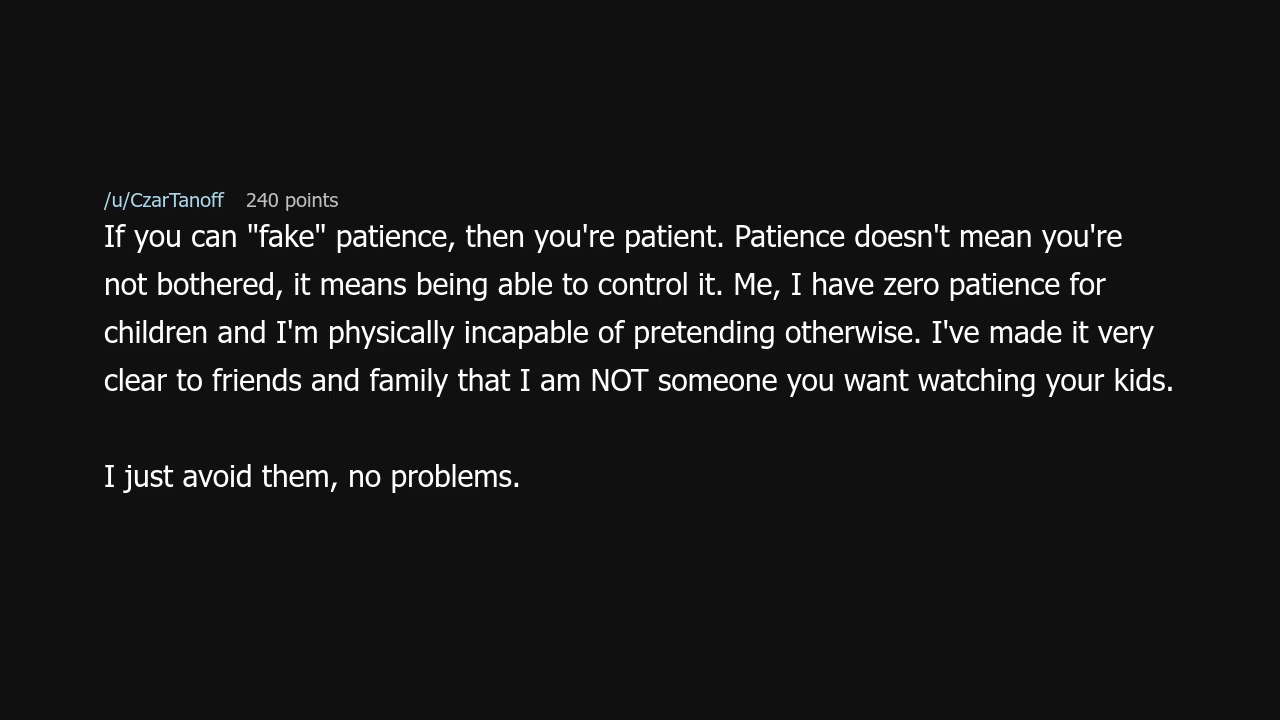 /u/CzarTanoff 240 points
If you can "fake" patience, then you're patient. Patience doesn't mean you're
not bothered, it means being able to control it. Me, I have zero patience for
children and I'm physically incapable of pretending otherwise. I've made it very
clear to friends and family that I am NOT someone you want watching your kids.
I just avoid them, no problems.